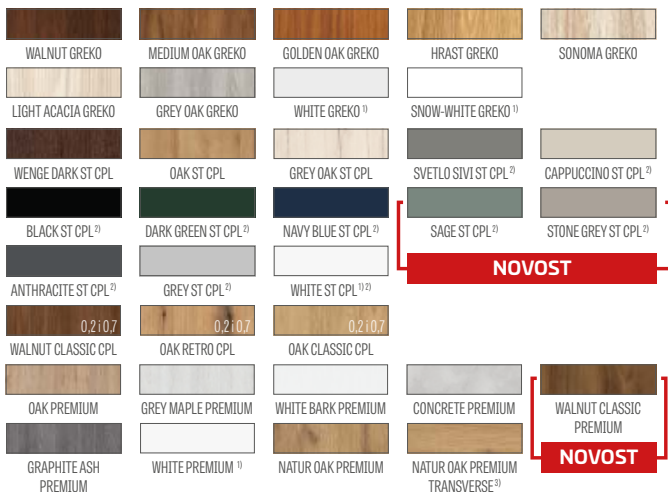 WALNUT GREKO
MEDIUM OAK GREKO
GOLDEN OAK GREKO
HRAST GREKO
SONOMA GREKO
LIGHT ACACIA GREKO
GREY OAK GREKO
WHITE GREKO 1)
SNOW-WHITE GREKO 1)
WENGE DARK ST CPL
OAK ST CPL
GREY OAK ST CPL
SVETLO SIVI ST CPL 2)
CAPPUCCINO ST CPL 2)
BLACK ST CPL 2)
DARK GREEN ST CPL 2)
NAVY BLUE ST CPL 2)
SAGE ST CPL 2)
STONE GREY ST CPL 2)
NOVOST
ANTHRACITE ST CPL 2)
GREY ST CPL 2)
WHITE ST CPL 1) 2)
0,2 i 0,7
WALNUT CLASSIC CPL
0,2 i 0,7
OAK RETRO CPL
0,2 i 0,7
OAK CLASSIC CPL
OAK PREMIUM
GREY MAPLE PREMIUM
WHITE BARK PREMIUM
CONCRETE PREMIUM
WALNUT CLASSIC
PREMIUM
NOVOST
GRAPHITE ASH
PREMIUM
WHITE PREMIUM 1)
NATUR OAK PREMIUM
NATUR OAK PREMIUM
TRANSVERSE 3)